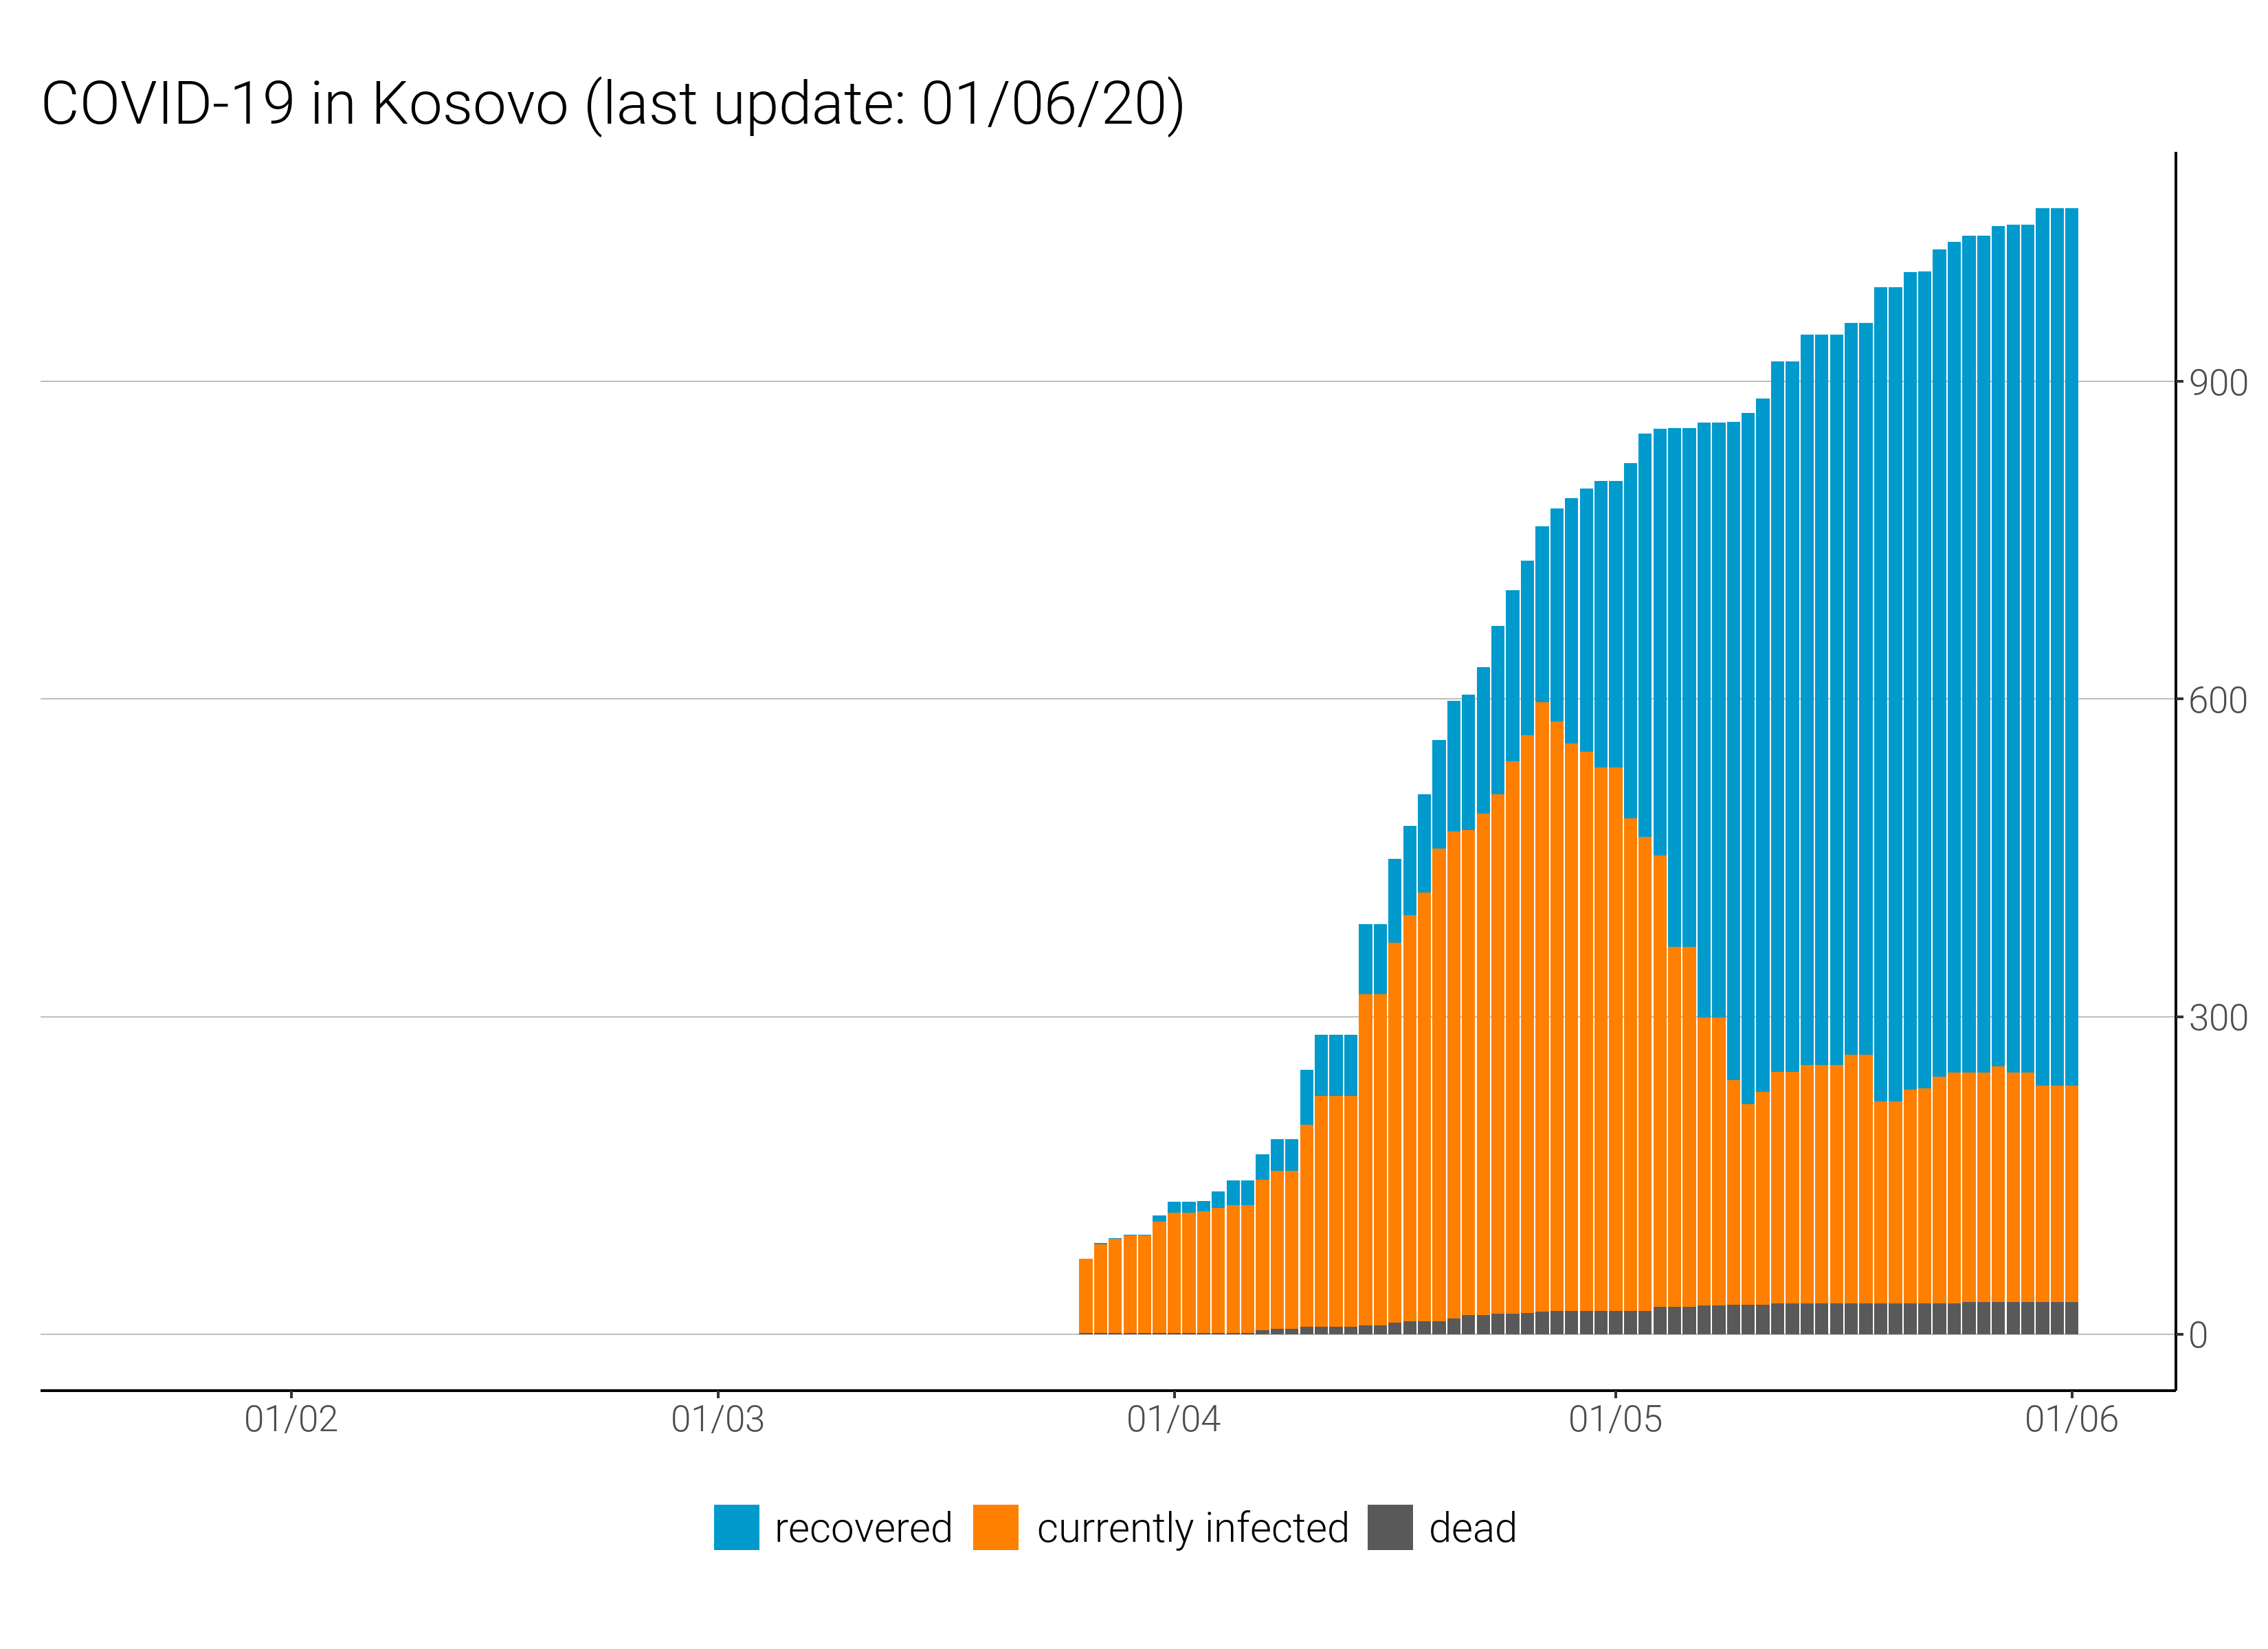 COVID-19 in Kosovo (last update: 01/06/20)
900
600
300
0
01/02 01/03 01/04 01/05 01/06
recovered currently infected dead